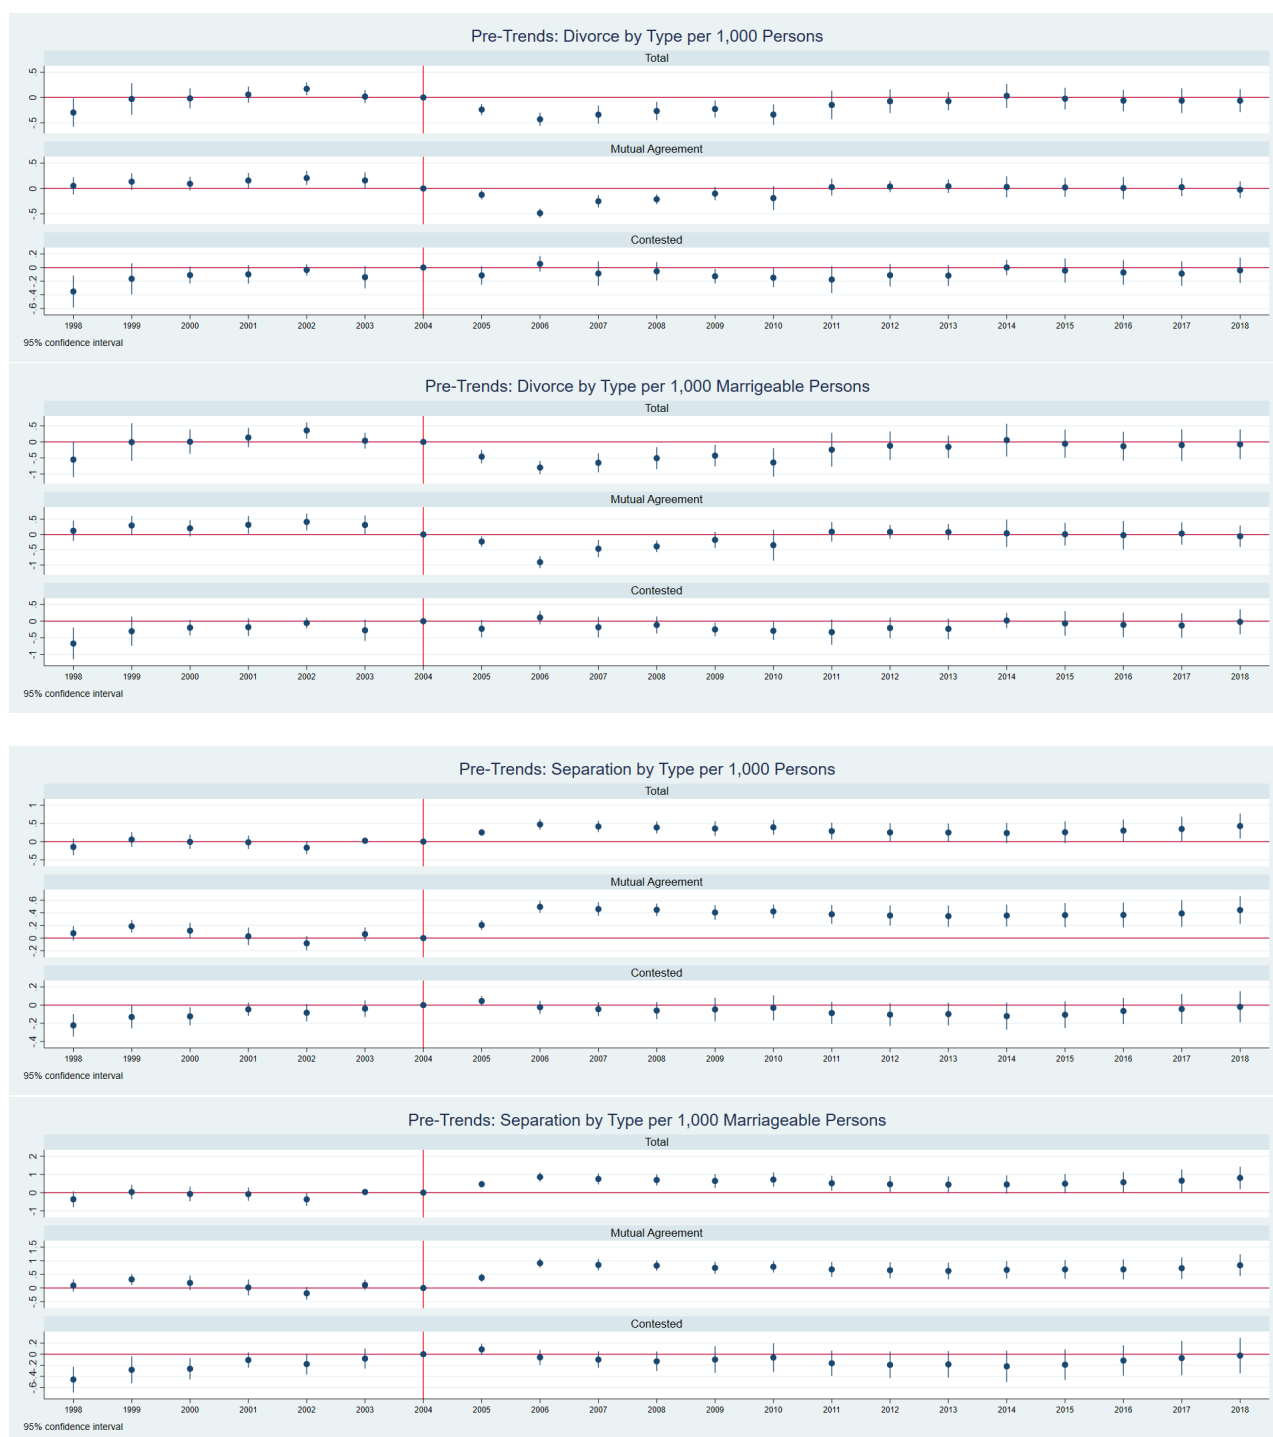 Pre-Trends: Divorce by Type per 1,000 Persons
Total
.5
0
-.5
Mutual Agreement
.5
0
-.5
Contested
.2
0
-.2
-.4
-.6
1998 1999 2000 2001 2002 2003 2004 2005 2006 2007 2008 2009 2010 2011 2012 2013 2014 2015 2016 2017 2018
95% confidence interval
Pre-Trends: Divorce by Type per 1,000 Marrigeable Persons
Total
.5
0
-.5
-1
Mutual Agreement
.5
0
-.5
-1
Contested
.5
0
-.5
-1
1998 1999 2000 2001 2002 2003 2004 2005 2006 2007 2008 2009 2010 2011 2012 2013 2014 2015 2016 2017 2018
95% confidence interval
Pre-Trends: Separation by Type per 1,000 Persons
Total
1
.5
0
-.5
Mutual Agreement
.6
.4
.2
0
-.2
Contested
.2
0
-.2
-.4
1998 1999 2000 2001 2002 2003 2004 2005 2006 2007 2008 2009 2010 2011 2012 2013 2014 2015 2016 2017 2018
95% confidence interval
Pre-Trends: Separation by Type per 1,000 Marriageable Persons
Total
2
1
0
-1
Mutual Agreement
1.5
1
.5
0
-.5
Contested
.2
0
-.2
-.4
-.6
1998 1999 2000 2001 2002 2003 2004 2005 2006 2007 2008 2009 2010 2011 2012 2013 2014 2015 2016 2017 2018
95% confidence interval